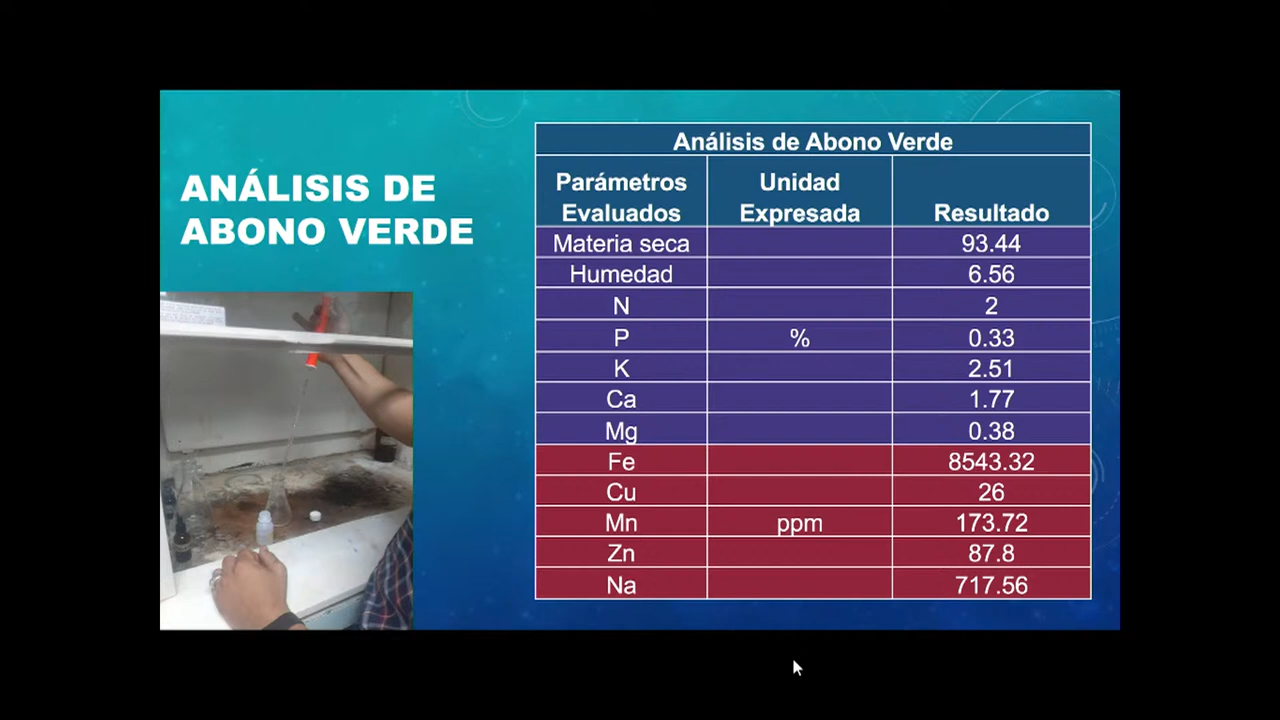 ANÁLISIS DE
ABONO VERDE
Análisis de Abono Verde
Parámetros Evaluados Unidad Expresada Resultado
Materia seca 93.44
Humedad 6.56
N 2
P % 0.33
K 2.51
Ca 1.77
Mg 0.38
Fe 8543.32
Cu 26
Mn ppm 173.72
Zn 87.8
Na 717.56